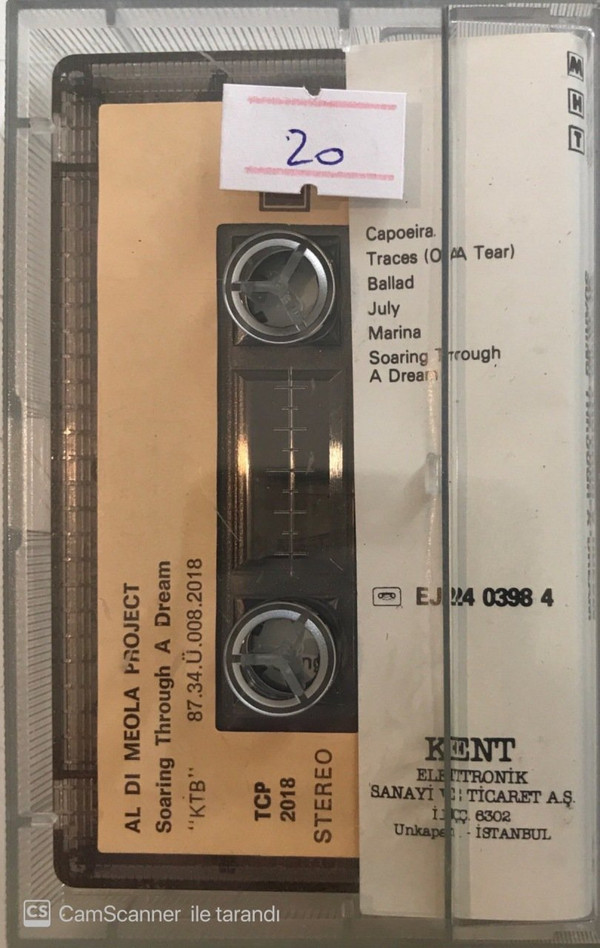 20
M
H
T
Capoeira
Traces (Of A Tear)
Ballad
July
Marina
Soaring Through
A Dream
EJ 24 0398 4
KENT
ELEKTRONİK
SANAYİ VE TİCARET A.Ş.
6302
Unkapanı - İSTANBUL
AL DI MEOLA PROJECT
Soaring Through A Dream
"KTB" 87.34.Ü.008.2018
TCP
2018
STEREO
CS CamScanner ile tarandı